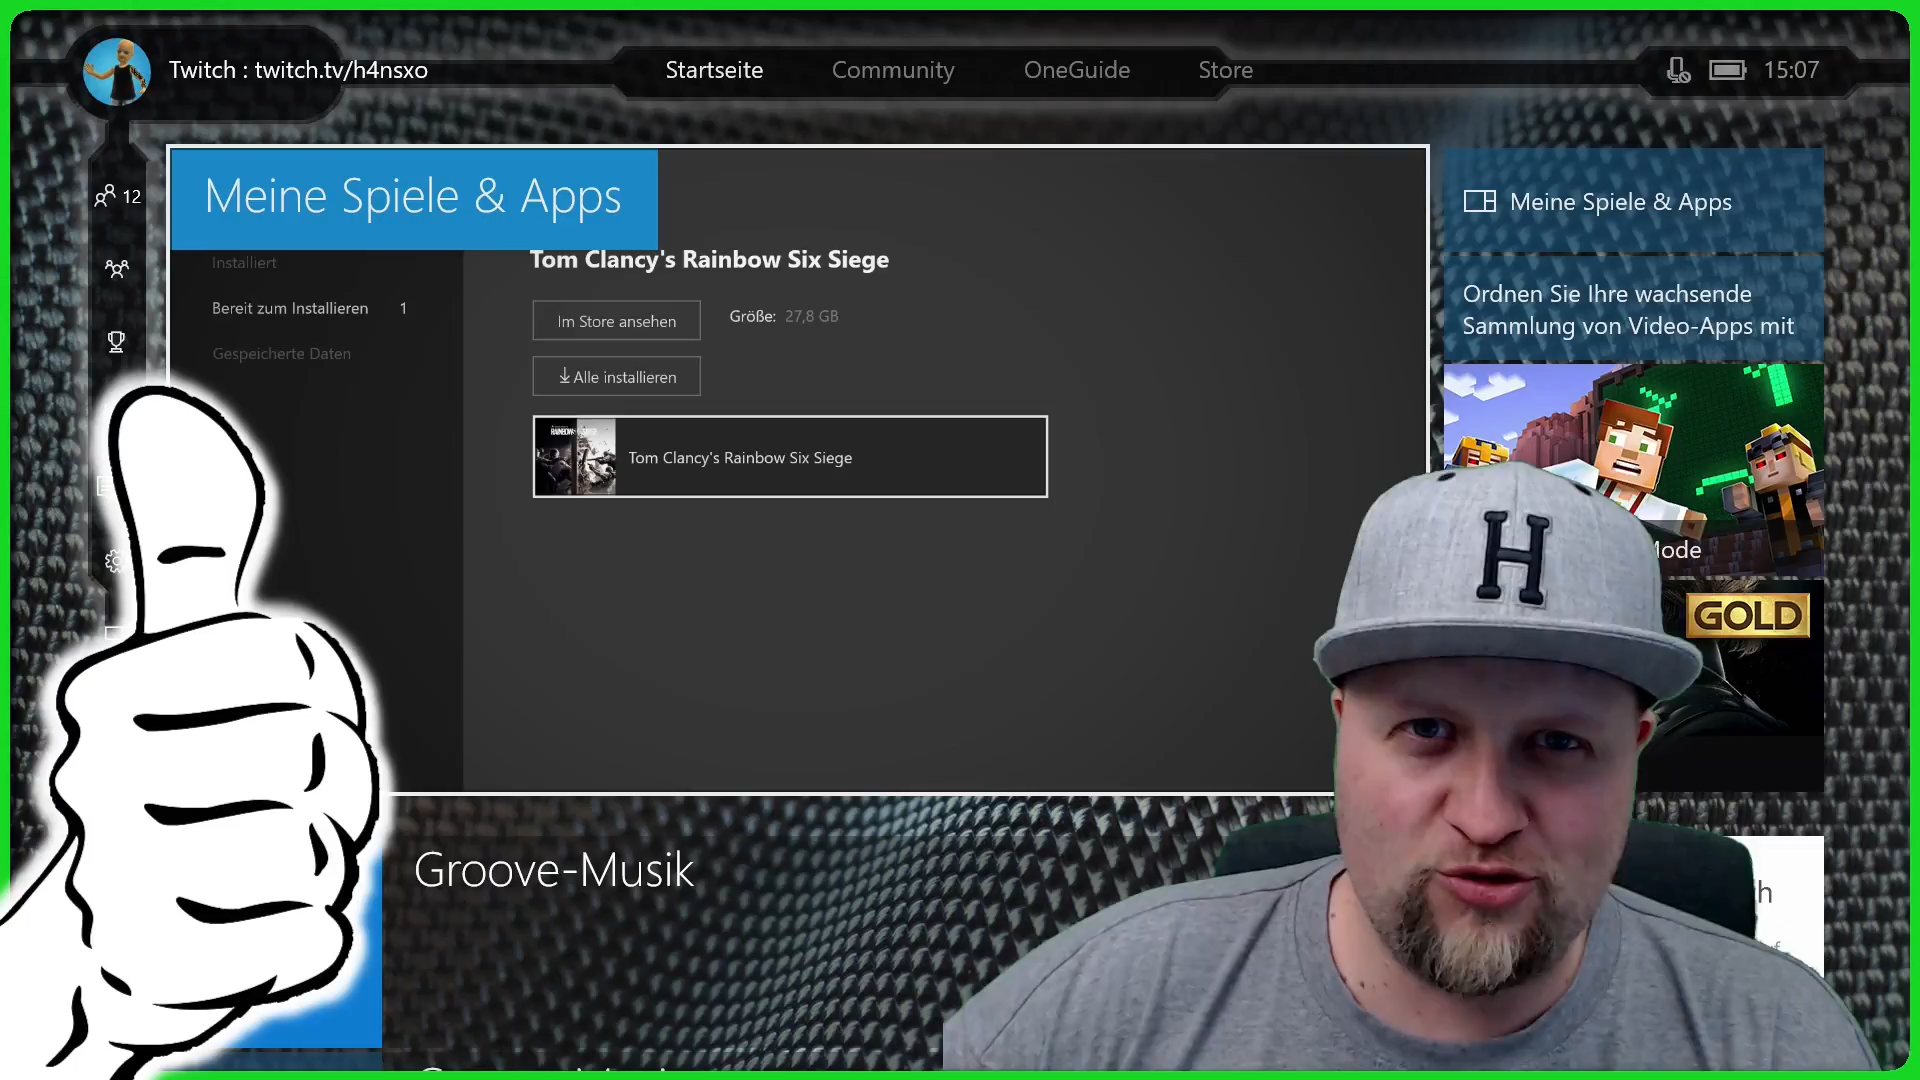 Twitch : twitch.tv/h4nsxo
Startseite
Community
OneGuide
Store
15:07
12
Meine Spiele & Apps
Installiert
Bereit zum Installieren 1
Gespeicherte Daten
Tom Clancy's Rainbow Six Siege
Im Store ansehen
Größe: 27,8 GB
Alle installieren
Tom Clancy's Rainbow Six Siege
Meine Spiele & Apps
Ordnen Sie Ihre wachsende
Sammlung von Video-Apps mit
Mode
H
GOLD
Groove-Musik